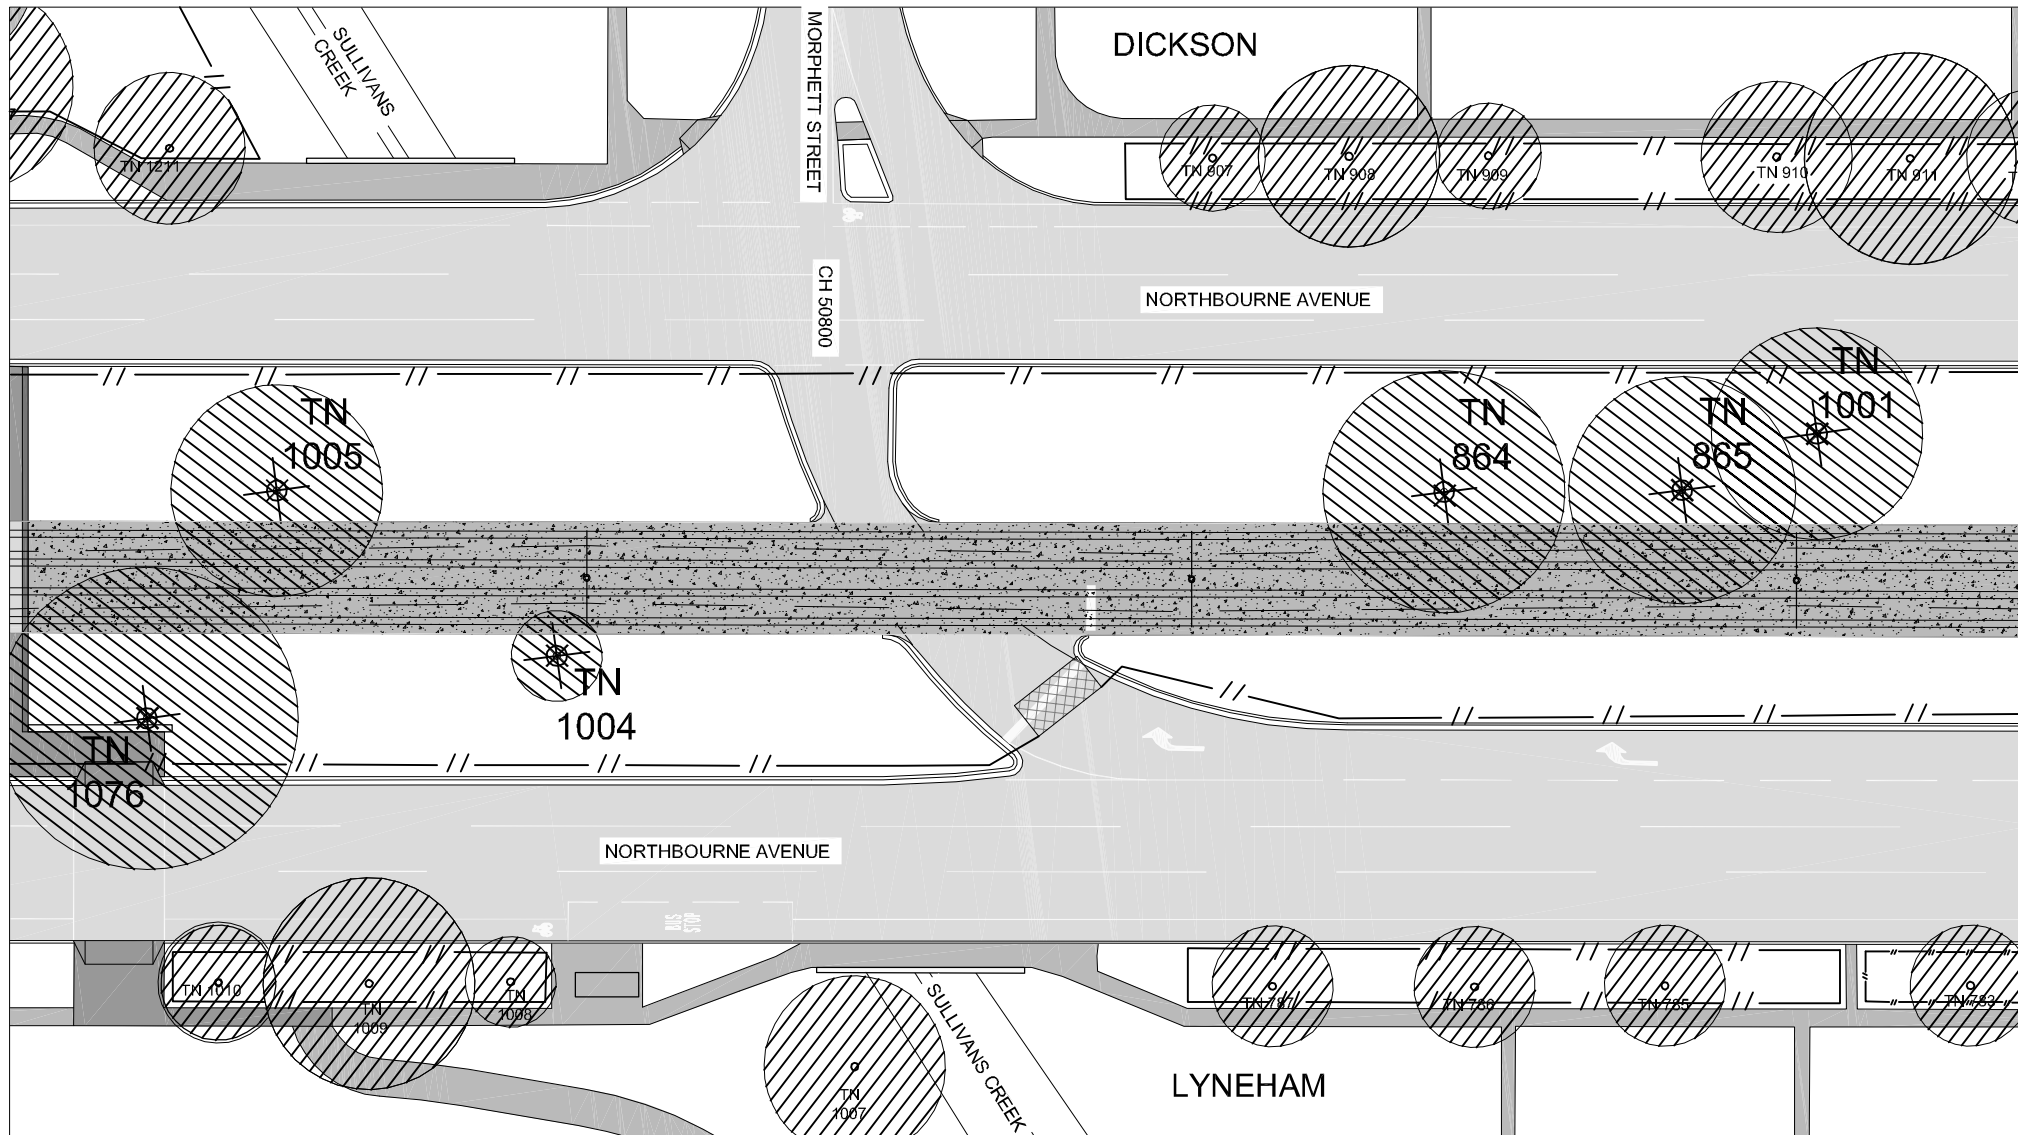 DICKSON
SULLIVANS
CREEK
MORPHETT STREET
TN 1211
TN 907
TN 908
TN 909
TN 910
TN 911
CH 50800
NORTHBOURNE AVENUE
TN
1005
TN
864
TN
865
TN
1001
TN
1004
TN
1076
NORTHBOURNE AVENUE
BUS
STOP
TN 1010
TN
1009
TN
1008
TN
1007
SULLIVANS CREEK
TN 787
TN 786
TN 785
TN 783
LYNEHAM